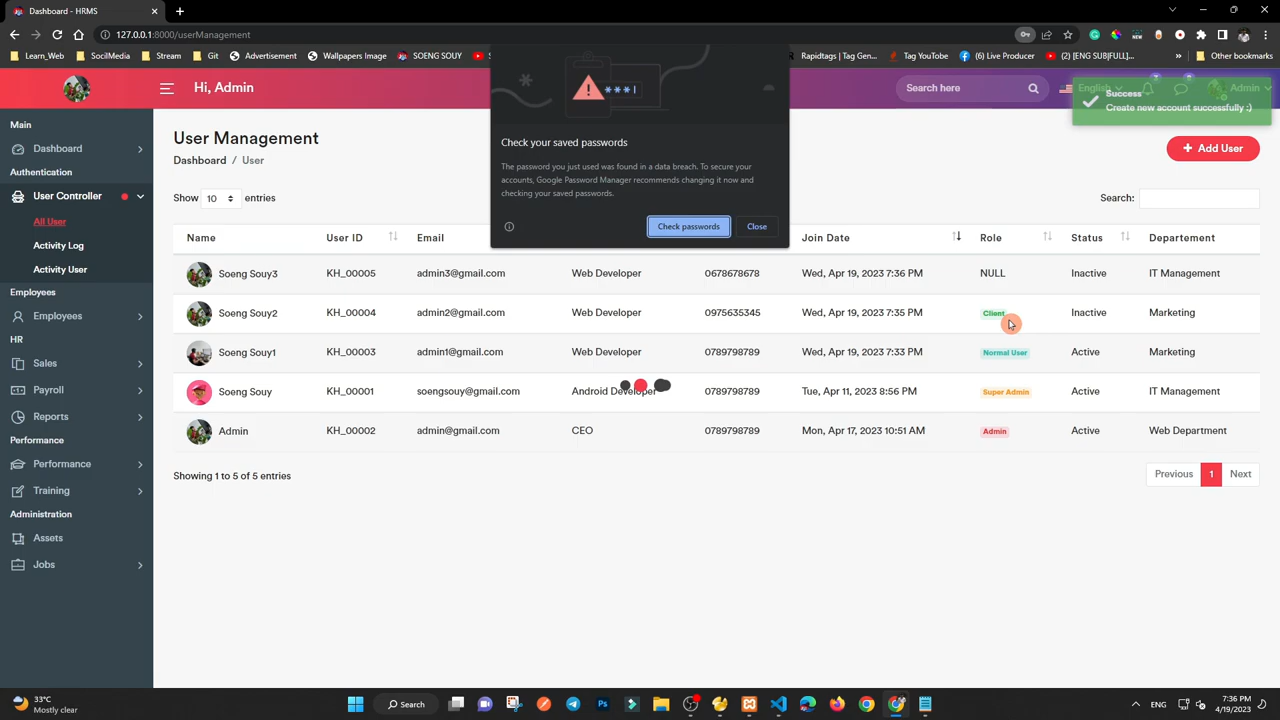 Dashboard - HRMS
127.0.0.1:8000/userManagement
Learn_Web SocilMedia Stream Git Advertisement Wallpapers Image SOENG SOUY Rapidtags | Tag Gen... Tag YouTube (6) Live Producer (2) [ENG SUB|FULL]...
Hi, Admin
Search here
English
Admin
Success
Create new account successfully :)
Check your saved passwords
The password you just used was found in a data breach. To secure your
accounts, Google Password Manager recommends changing it now and
checking your saved passwords.
Check passwords Close
Main
Dashboard
Authentication
User Controller
All User
Activity Log
Activity User
Employees
Employees
HR
Sales
Payroll
Reports
Performance
Performance
Training
Administration
Assets
Jobs
User Management
Dashboard / User
+ Add User
Show 10 entries
Search:
Name User ID Email Join Date Role Status Departement
Soeng Souy3 KH_00005 admin3@gmail.com Web Developer 0678678678 Wed, Apr 19, 2023 7:36 PM NULL Inactive IT Management
Soeng Souy2 KH_00004 admin2@gmail.com Web Developer 0975635345 Wed, Apr 19, 2023 7:35 PM Client Inactive Marketing
Soeng Souy1 KH_00003 admin1@gmail.com Web Developer 0789798789 Wed, Apr 19, 2023 7:33 PM Normal User Active Marketing
Soeng Souy KH_00001 soengsouy@gmail.com Android Developer 0789798789 Tue, Apr 11, 2023 8:56 PM Super Admin Active IT Management
Admin KH_00002 admin@gmail.com CEO 0789798789 Mon, Apr 17, 2023 10:51 AM Admin Active Web Department
Showing 1 to 5 of 5 entries
Previous 1 Next
33°C
Mostly clear
Search
ENG
7:36 PM
4/19/2023